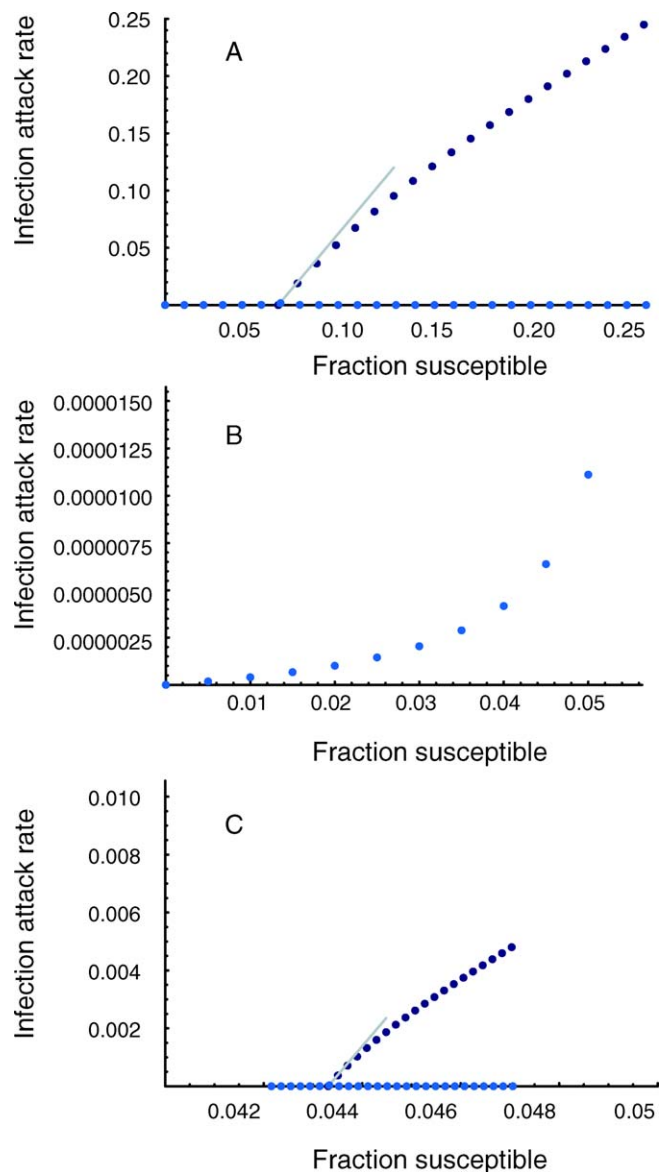 A
Infection attack rate
0.25
0.20
0.15
0.10
0.05
0.05 0.10 0.15 0.20 0.25
Fraction susceptible
B
Infection attack rate
0.0000150
0.0000125
0.0000100
0.0000075
0.0000050
0.0000025
0.01 0.02 0.03 0.04 0.05
Fraction susceptible
C
Infection attack rate
0.010
0.008
0.006
0.004
0.002
0.042 0.044 0.046 0.048 0.05
Fraction susceptible